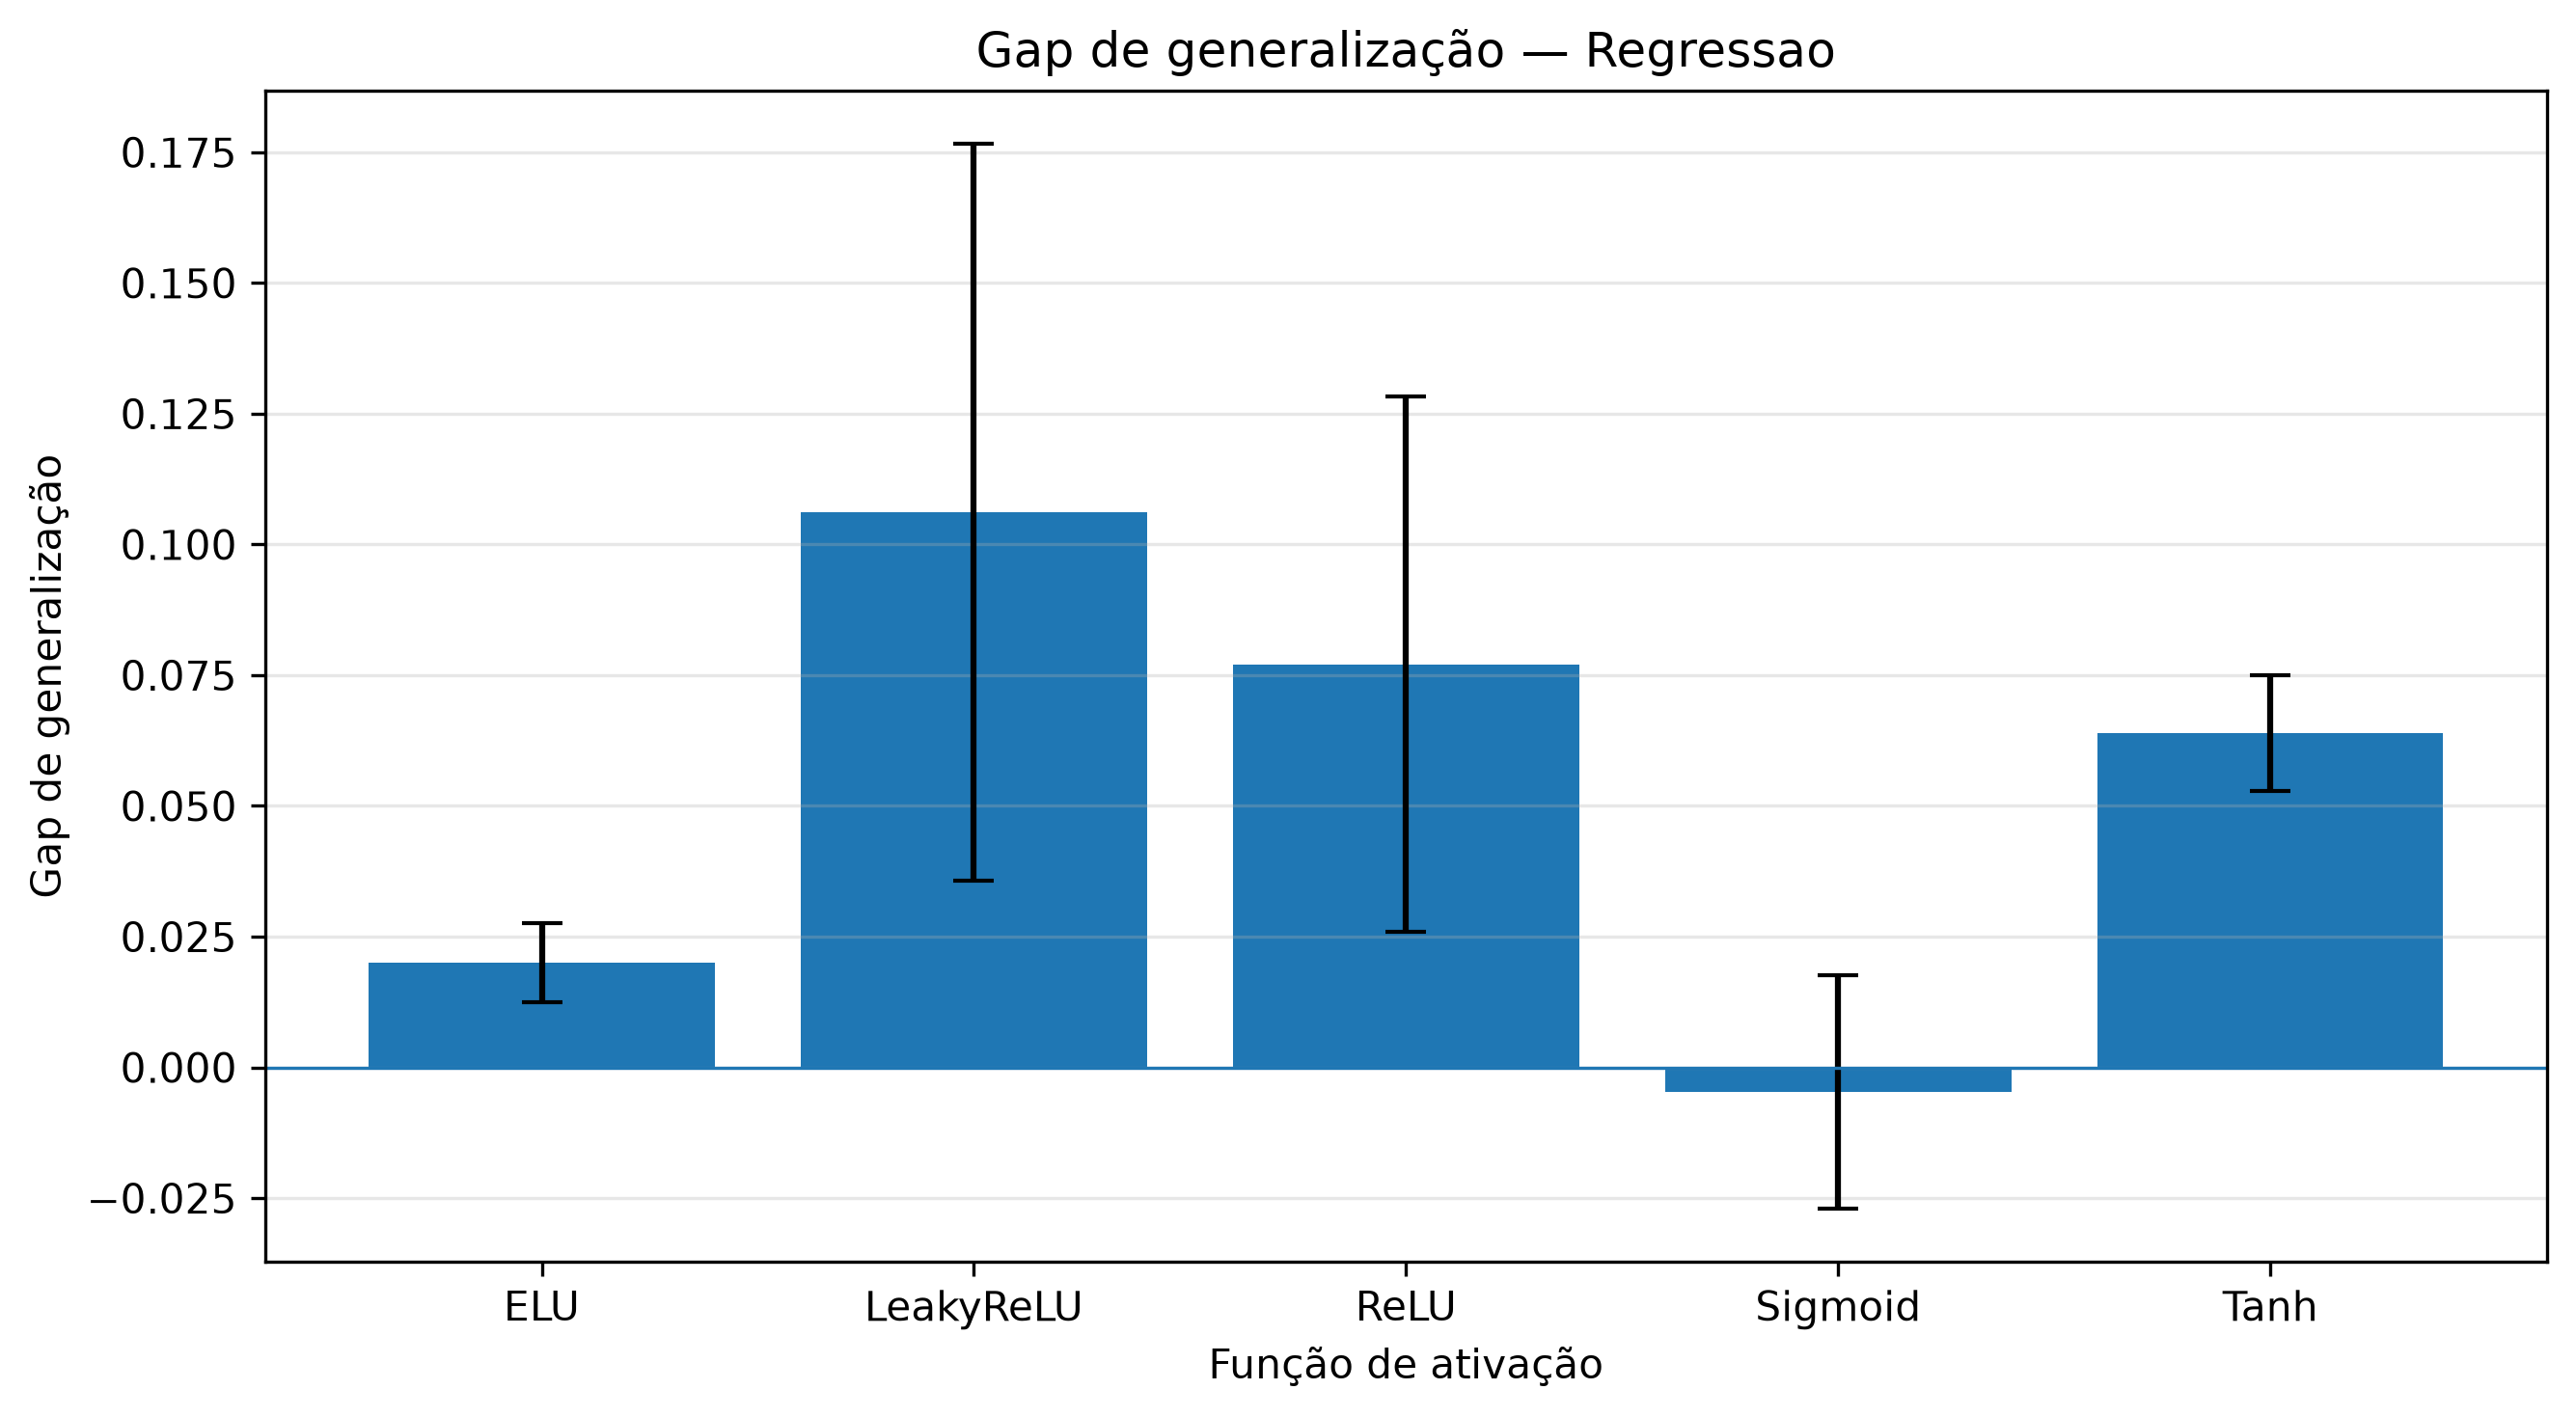 Gap de generalização — Regressao
Gap de generalização
0.175
0.150
0.125
0.100
0.075
0.050
0.025
0.000
−0.025
ELU LeakyReLU ReLU Sigmoid Tanh
Função de ativação